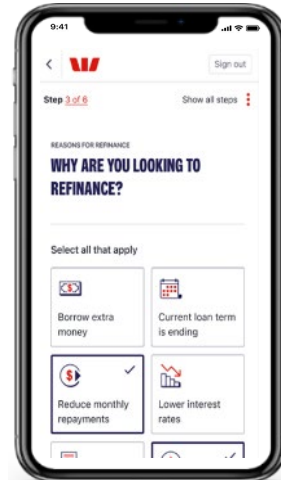 9:41
Sign out
Step 3 of 6
Show all steps
REASONS FOR REFINANCE
WHY ARE YOU LOOKING TO
REFINANCE?
Select all that apply
Borrow extra
money
Current loan term
is ending
Reduce monthly
repayments
Lower interest
rates